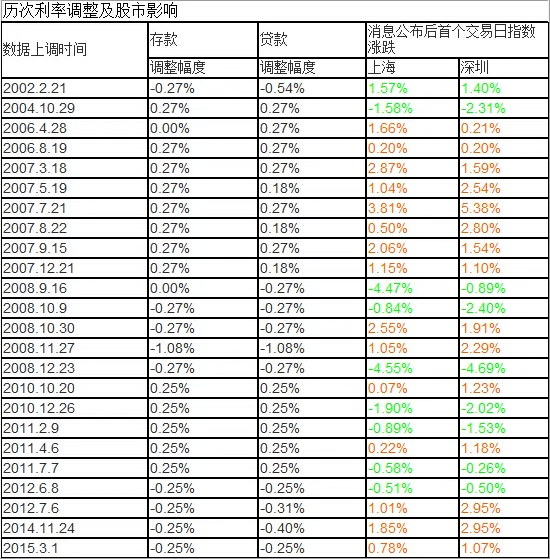 历次利率调整及股市影响
数据上调时间 存款 贷款 消息公布后首个交易日指数涨跌
调整幅度 调整幅度 上海 深圳
2002.2.21 -0.27% -0.54% 1.57% 1.40%
2004.10.29 0.27% 0.27% -1.58% -2.31%
2006.4.28 0.00% 0.27% 1.66% 0.21%
2006.8.19 0.27% 0.27% 0.20% 0.20%
2007.3.18 0.27% 0.27% 2.87% 1.59%
2007.5.19 0.27% 0.18% 1.04% 2.54%
2007.7.21 0.27% 0.27% 3.81% 5.38%
2007.8.22 0.27% 0.18% 0.50% 2.80%
2007.9.15 0.27% 0.27% 2.06% 1.54%
2007.12.21 0.27% 0.18% 1.15% 1.10%
2008.9.16 0.00% -0.27% -4.47% -0.89%
2008.10.9 -0.27% -0.27% -0.84% -2.40%
2008.10.30 -0.27% -0.27% 2.55% 1.91%
2008.11.27 -1.08% -1.08% 1.05% 2.29%
2008.12.23 -0.27% -0.27% -4.55% -4.69%
2010.10.20 0.25% 0.25% 0.07% 1.23%
2010.12.26 0.25% 0.25% -1.90% -2.02%
2011.2.9 0.25% 0.25% -0.89% -1.53%
2011.4.6 0.25% 0.25% 0.22% 1.18%
2011.7.7 0.25% 0.25% -0.58% -0.26%
2012.6.8 -0.25% -0.25% -0.51% -0.50%
2012.7.6 -0.25% -0.31% 1.01% 2.95%
2014.11.24 -0.25% -0.40% 1.85% 2.95%
2015.3.1 -0.25% -0.25% 0.78% 1.07%